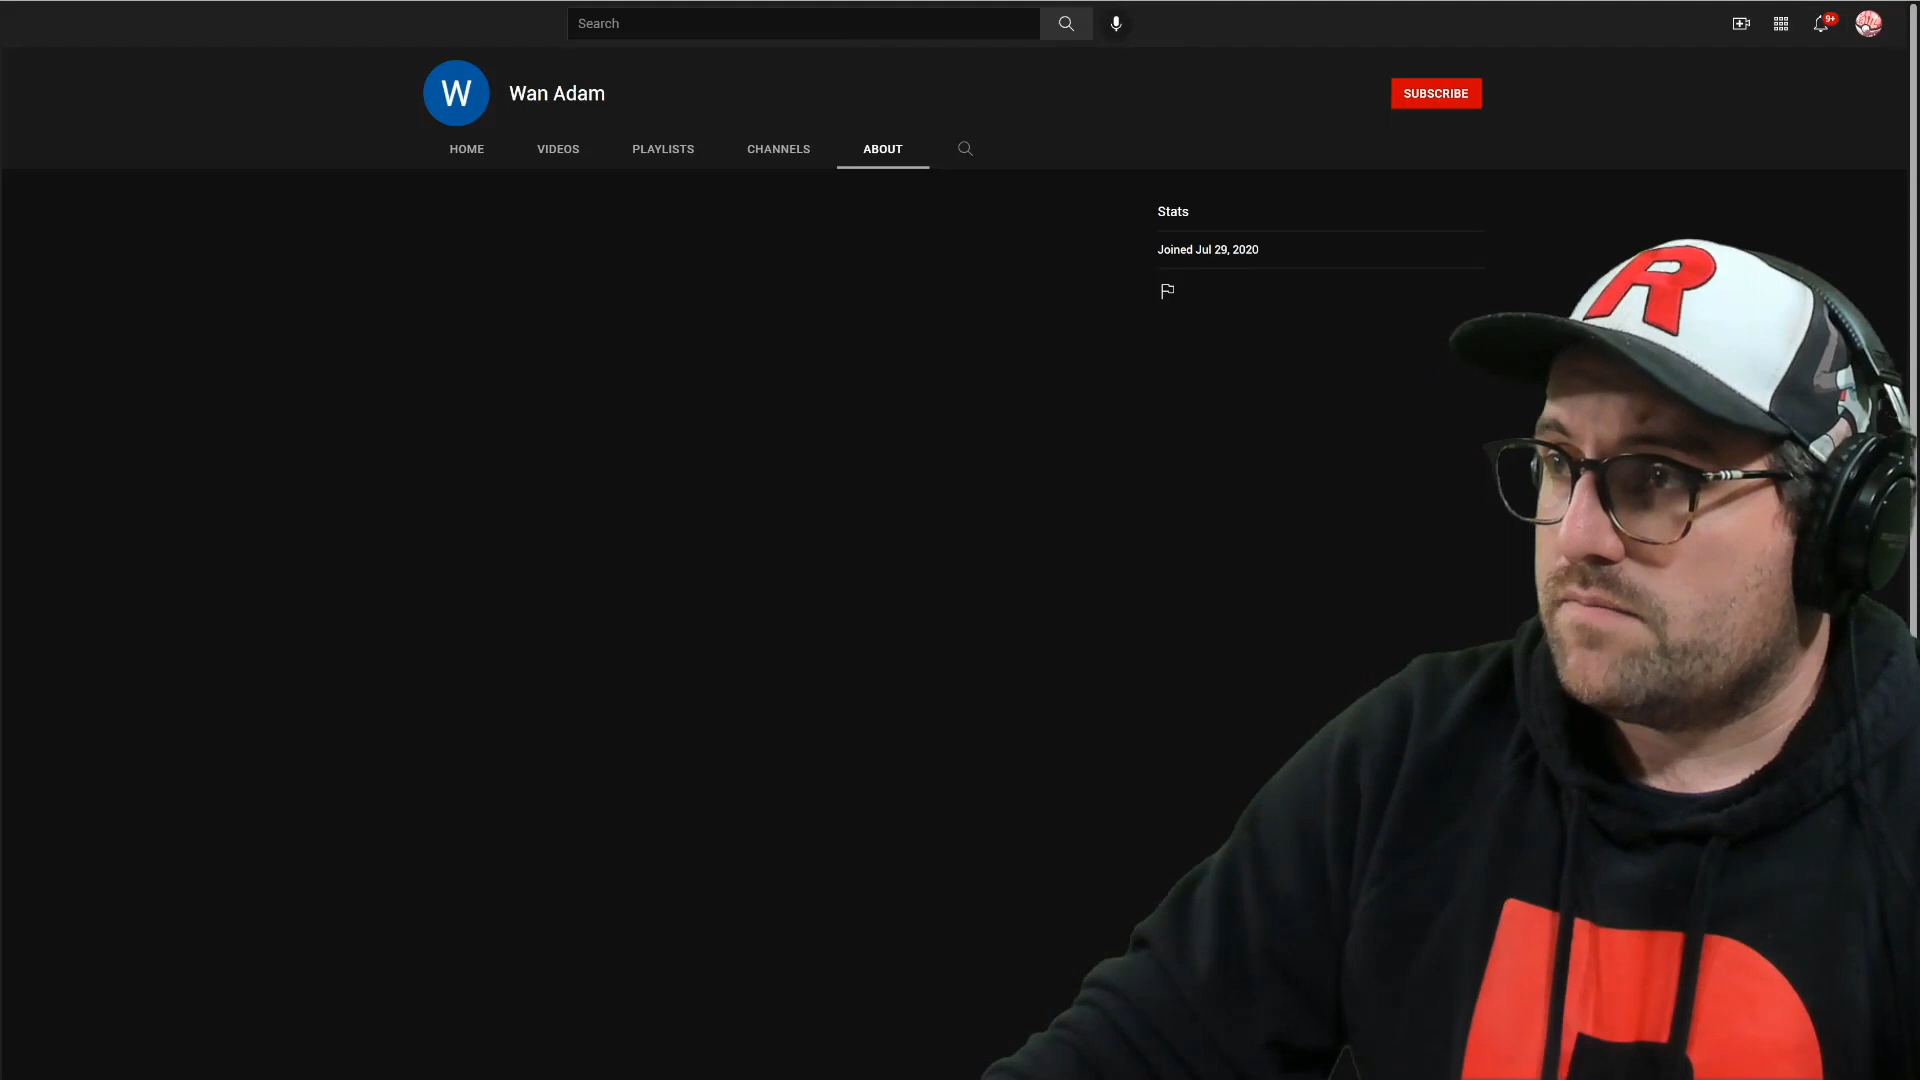 Search
9+
W
Wan Adam
SUBSCRIBE
HOME
VIDEOS
PLAYLISTS
CHANNELS
ABOUT
Stats
Joined Jul 29, 2020
R
R